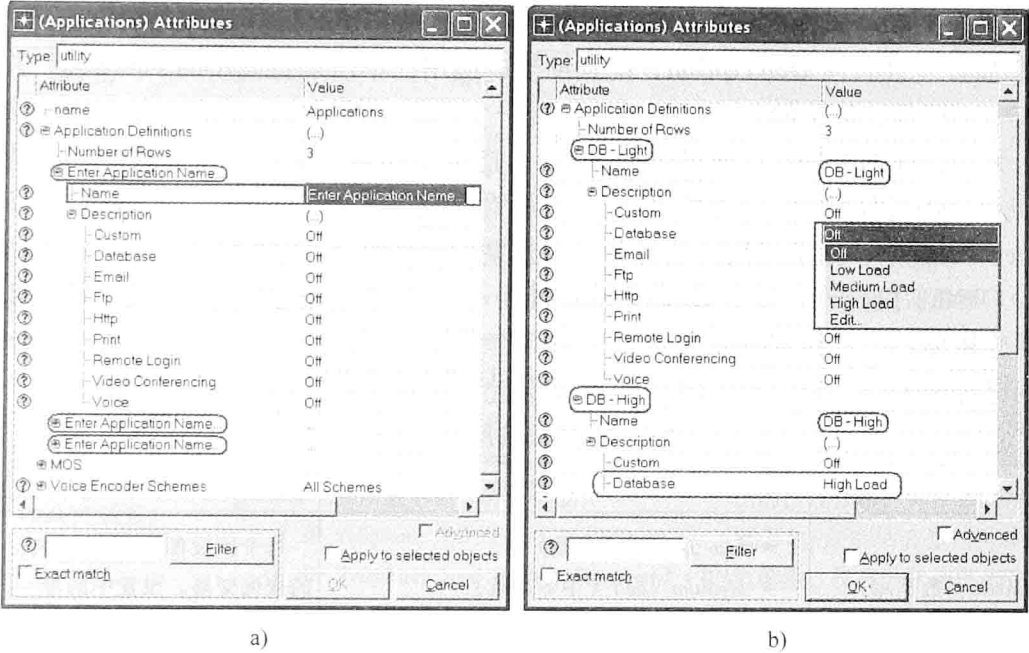 (Applications) Attributes
Type: utility
Attribute Value
name Applications
Application Definitions (...)
Number of Rows 3
Enter Application Name...
Name Enter Application Name...
Description (...)
Custom Off
Database Off
Email Off
Ftp Off
Http Off
Print Off
Remote Login Off
Video Conferencing Off
Voice Off
Enter Application Name... ...
Enter Application Name... ...
MOS
Voice Encoder Schemes All Schemes
Advanced
Filter
Apply to selected objects
Exact match
OK Cancel
a)
(Applications) Attributes
Type: utility
Attribute Value
Application Definitions (...)
Number of Rows 3
DB - Light
Name DB - Light
Description (...)
Custom Off
Database Off
Email Off
Ftp Low Load
Http Medium Load
High Load
Print Edit...
Remote Login Off
Video Conferencing Off
Voice Off
DB - High
Name DB - High
Description (...)
Custom Off
Database High Load
Advanced
Filter
Apply to selected objects
Exact match
OK Cancel
b)